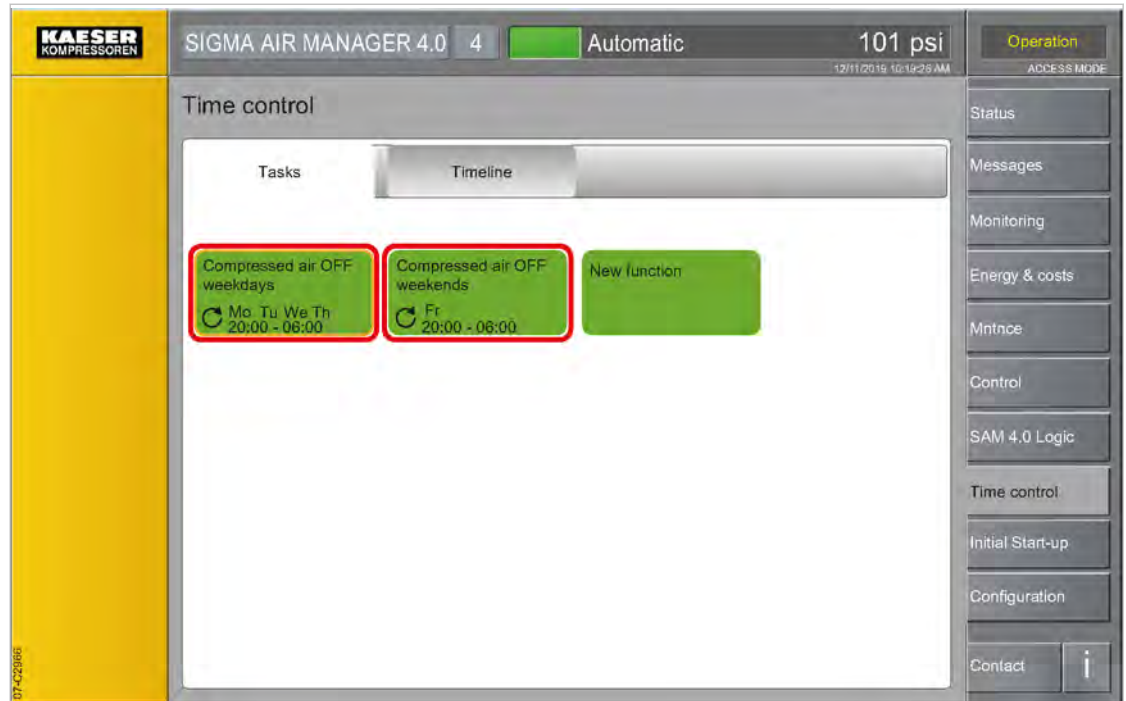 KAESER
KOMPRESSOREN
SIGMA AIR MANAGER 4.0 4 Automatic 101 psi
12/11/2019 10:19:26 AM
Operation
ACCESS MODE
Time control
Tasks Timeline
Compressed air OFF
weekdays
Mo Tu We Th
20:00 - 06:00
Compressed air OFF
weekends
Fr
20:00 - 06:00
New function
Status
Messages
Monitoring
Energy & costs
Mntnce
Control
SAM 4.0 Logic
Time control
Initial Start-up
Configuration
Contact i
07-C2966